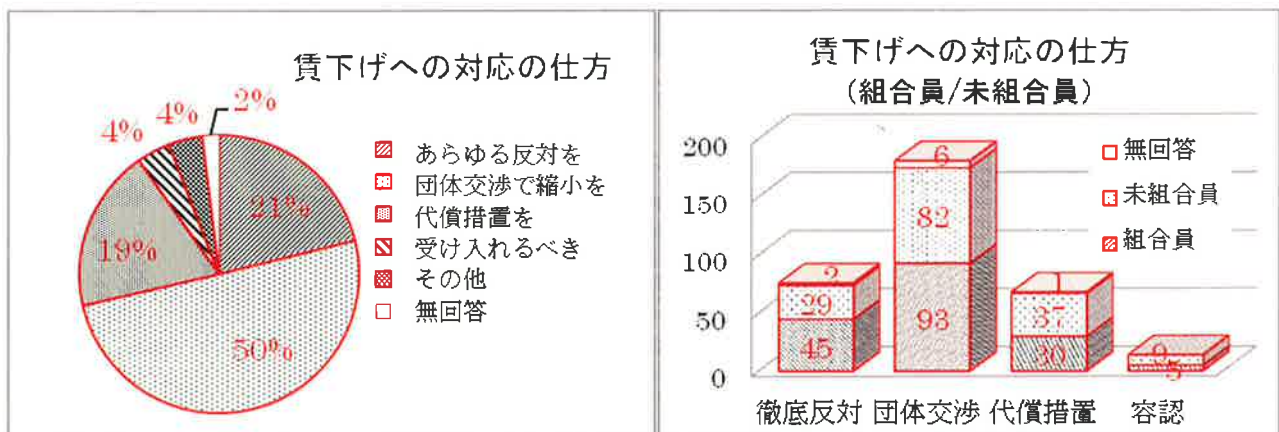 賃下げへの対応の仕方
2%
4%
4%
21%
19%
50%
あらゆる反対を
団体交渉で縮小を
代償措置を
受け入れるべき
その他
無回答
賃下げへの対応の仕方
(組合員/未組合員)
200
150
100
50
0
6
82
93
2
29
45
1
37
30
9
5
無回答
未組合員
組合員
徹底反対 団体交渉 代償措置 容認